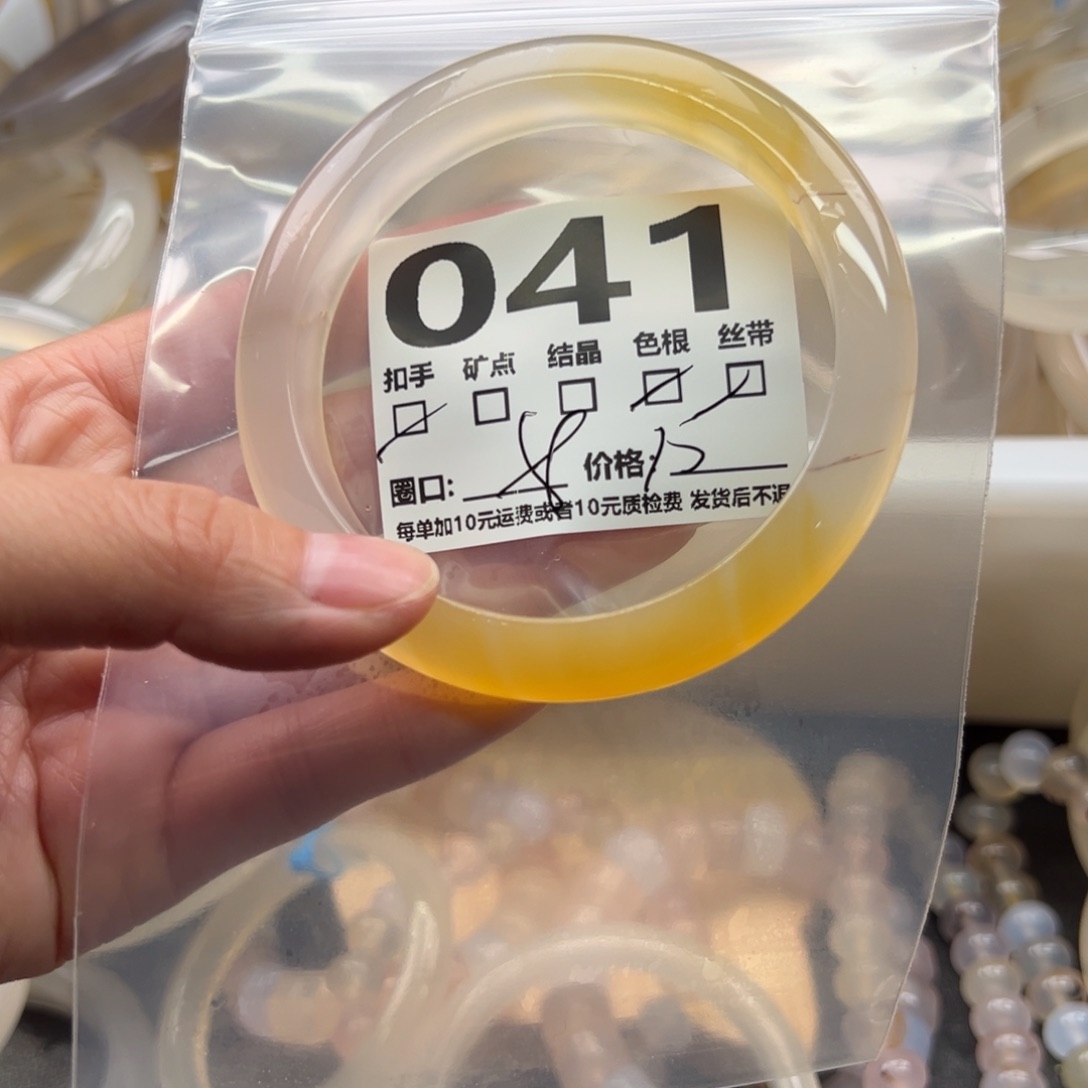 041
扣手 矿点 结晶 色根 丝带
圈口: 价格:
每单加10元运费或者10元质检费 发货后不退